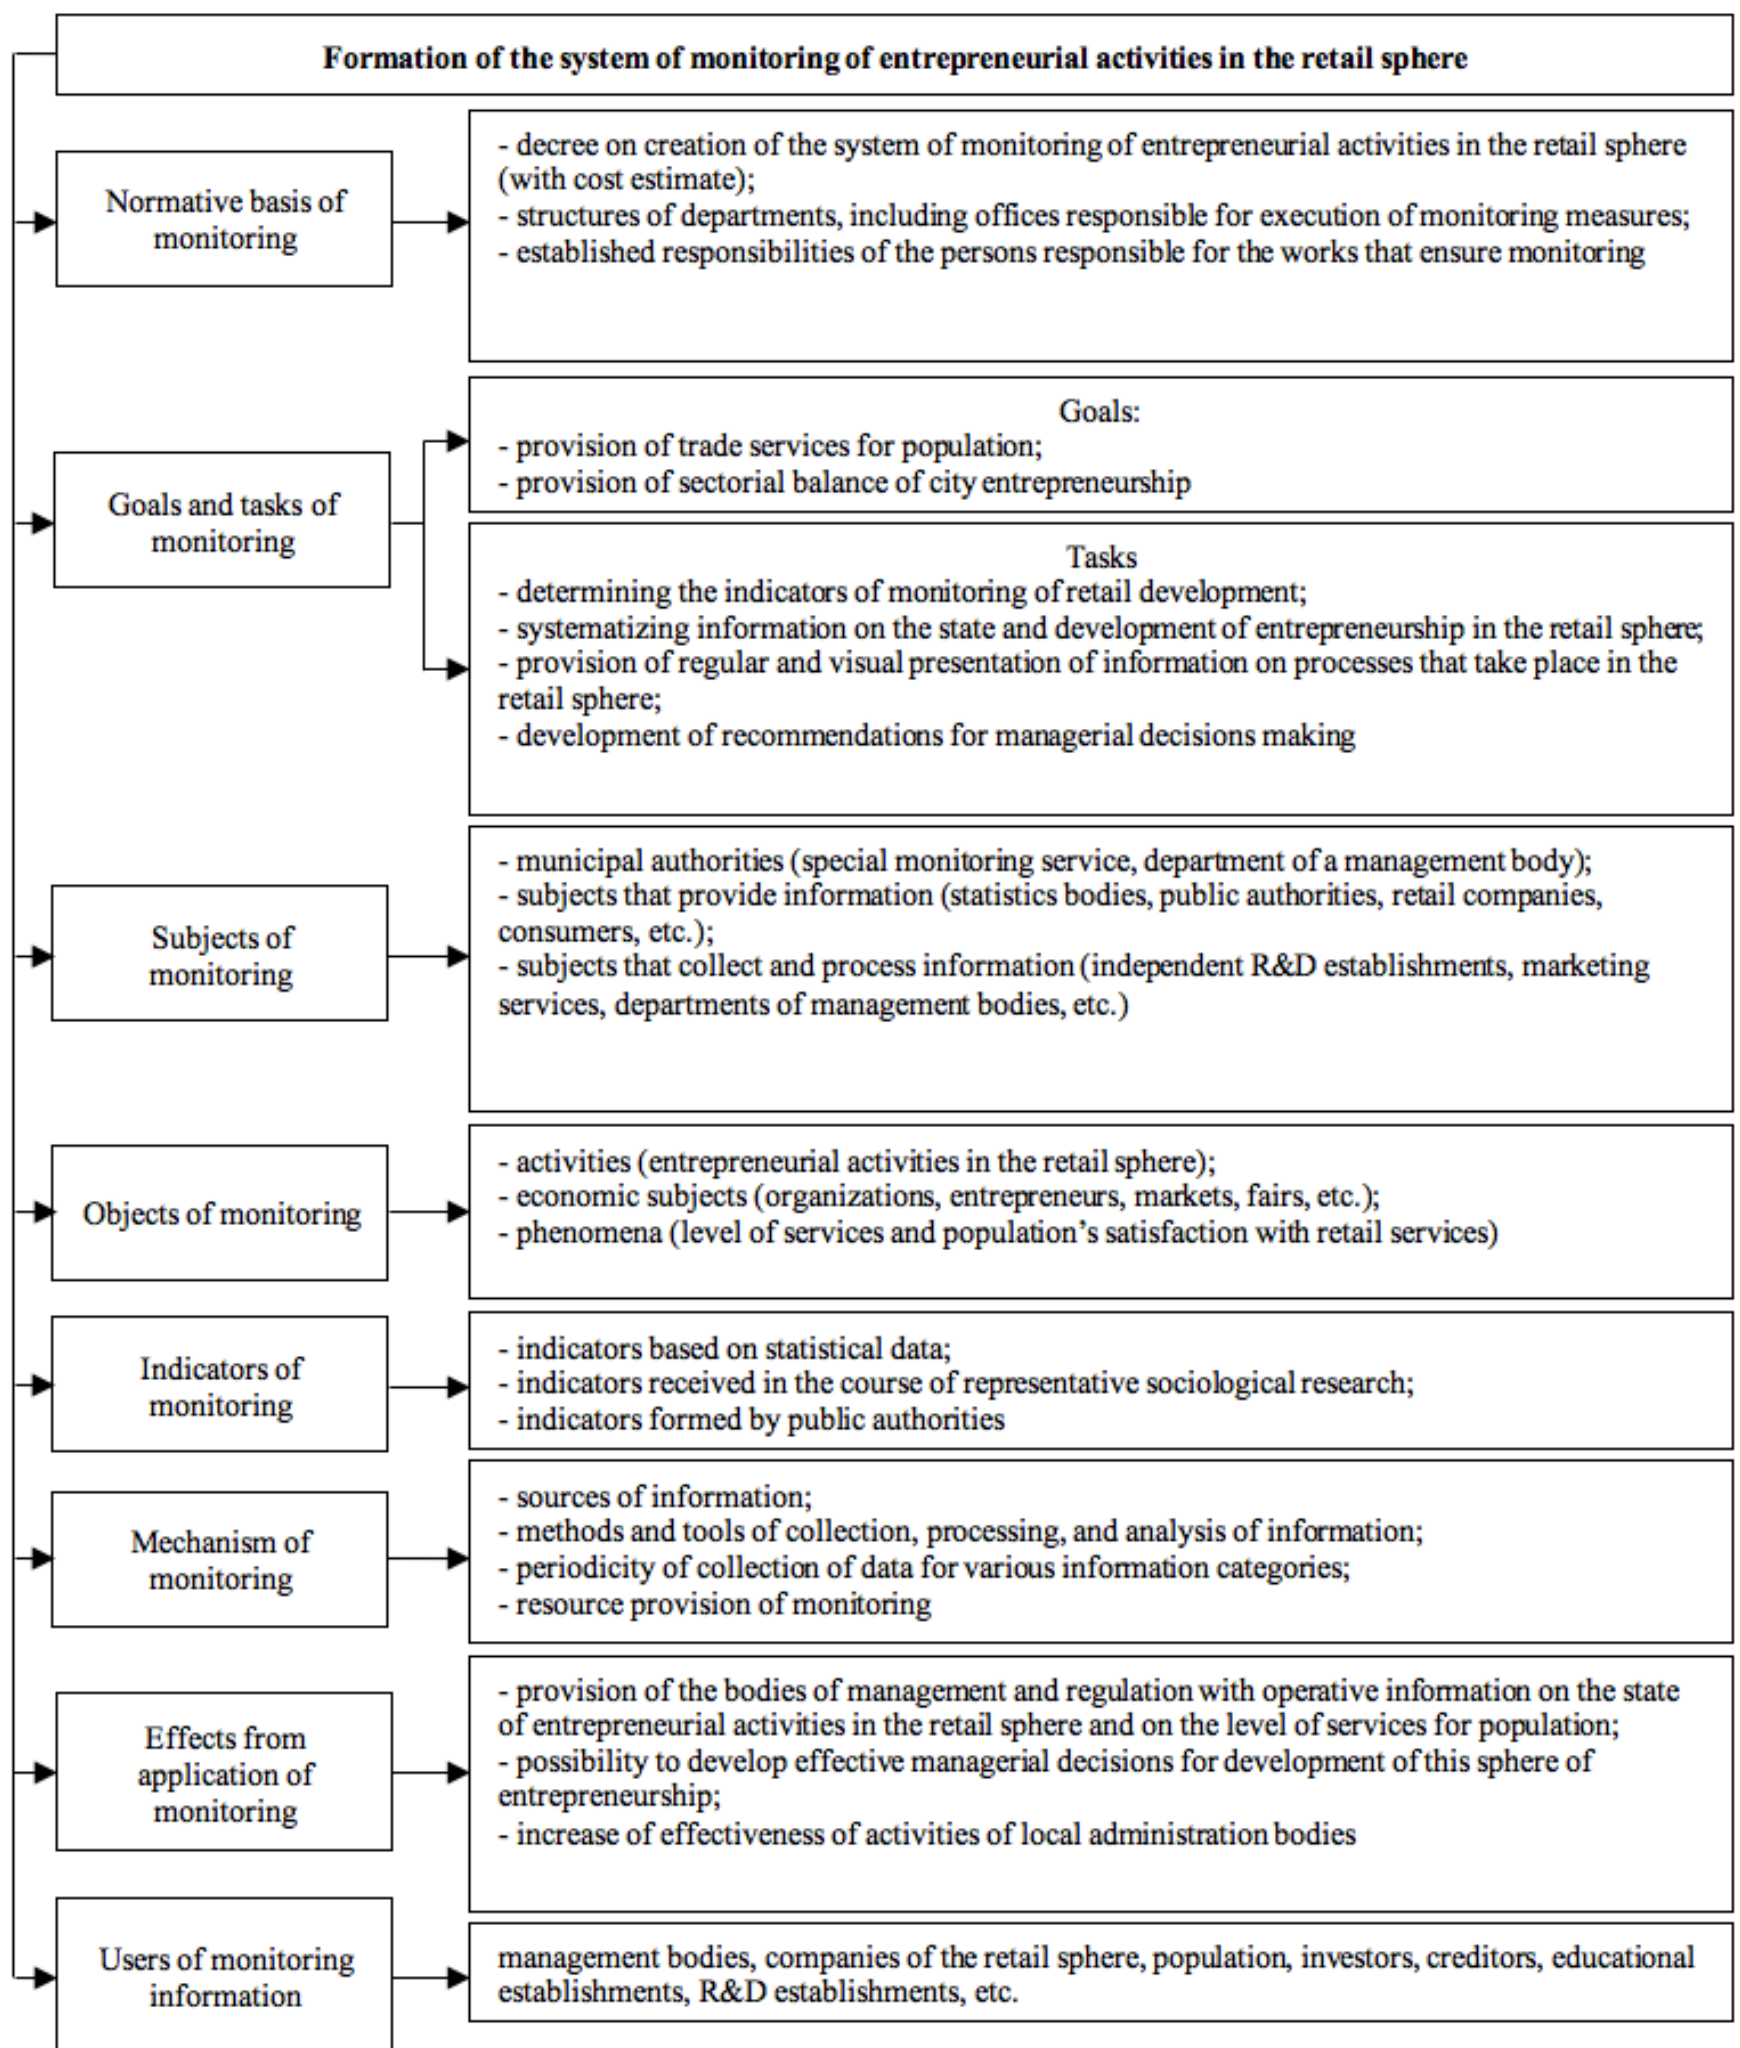 Formation of the system of monitoring of entrepreneurial activities in the retail sphere
Normative basis of
monitoring
- decree on creation of the system of monitoring of entrepreneurial activities in the retail sphere
(with cost estimate);
- structures of departments, including offices responsible for execution of monitoring measures;
- established responsibilities of the persons responsible for the works that ensure monitoring
Goals and tasks of
monitoring
Goals:
- provision of trade services for population;
- provision of sectorial balance of city entrepreneurship
Tasks
- determining the indicators of monitoring of retail development;
- systematizing information on the state and development of entrepreneurship in the retail sphere;
- provision of regular and visual presentation of information on processes that take place in the
retail sphere;
- development of recommendations for managerial decisions making
Subjects of
monitoring
- municipal authorities (special monitoring service, department of a management body);
- subjects that provide information (statistics bodies, public authorities, retail companies,
consumers, etc.);
- subjects that collect and process information (independent R&D establishments, marketing
services, departments of management bodies, etc.)
Objects of monitoring
- activities (entrepreneurial activities in the retail sphere);
- economic subjects (organizations, entrepreneurs, markets, fairs, etc.);
- phenomena (level of services and population’s satisfaction with retail services)
Indicators of
monitoring
- indicators based on statistical data;
- indicators received in the course of representative sociological research;
- indicators formed by public authorities
Mechanism of
monitoring
- sources of information;
- methods and tools of collection, processing, and analysis of information;
- periodicity of collection of data for various information categories;
- resource provision of monitoring
Effects from
application of
monitoring
- provision of the bodies of management and regulation with operative information on the state
of entrepreneurial activities in the retail sphere and on the level of services for population;
- possibility to develop effective managerial decisions for development of this sphere of
entrepreneurship;
- increase of effectiveness of activities of local administration bodies
Users of monitoring
information
management bodies, companies of the retail sphere, population, investors, creditors, educational
establishments, R&D establishments, etc.